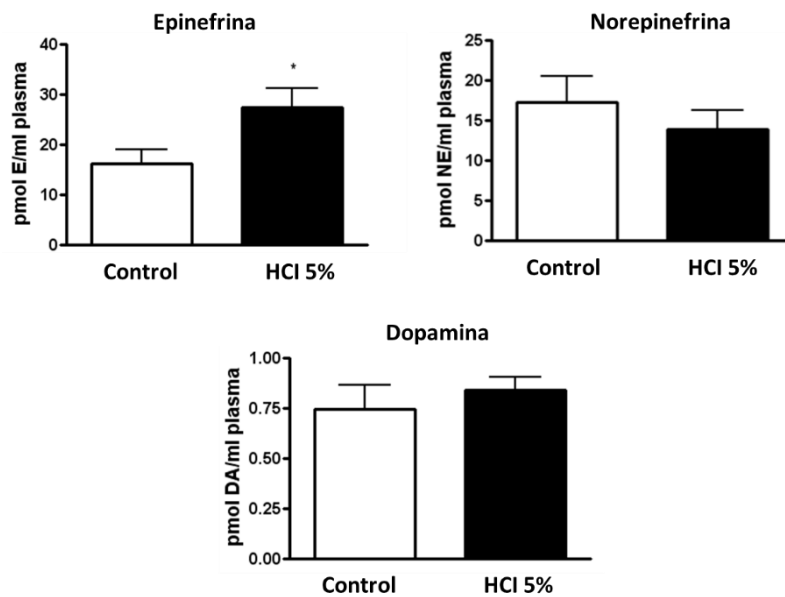 Epinefrina
pmol E/ml plasma
40
30
20
10
0
*
Control
HCl 5%
Norepinefrina
pmol NE/ml plasma
25
20
15
10
5
0
Control
HCl 5%
Dopamina
pmol DA/ml plasma
1.00
0.75
0.50
0.25
0.00
Control
HCl 5%